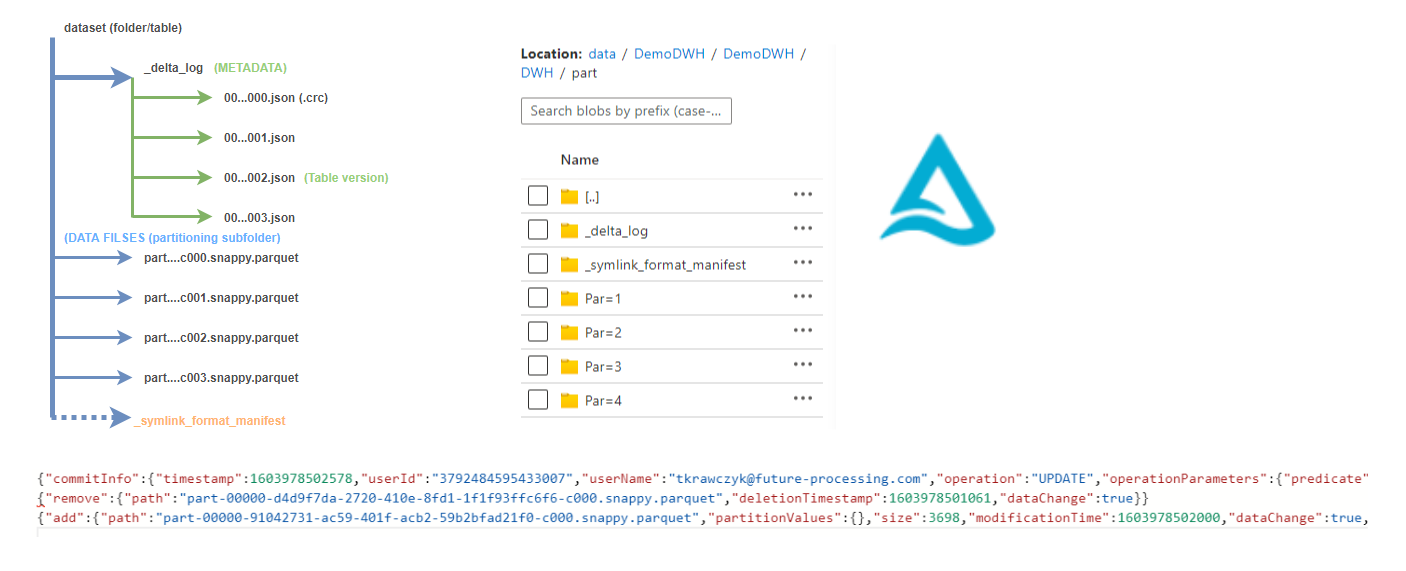 dataset (folder/table)
_delta_log (METADATA)
00...000.json (.crc)
00...001.json
00...002.json (Table version)
00...003.json
(DATA FILSES (partitioning subfolder)
part....c000.snappy.parquet
part....c001.snappy.parquet
part....c002.snappy.parquet
part....c003.snappy.parquet
_symlink_format_manifest
Location: data / DemoDWH / DemoDWH /
DWH / part
Search blobs by prefix (case-...
Name
[..]
_delta_log
_symlink_format_manifest
Par=1
Par=2
Par=3
Par=4
{"commitInfo":{"timestamp":1603978502578,"userId":"3792484595433007","userName":"tkrawczyk@future-processing.com","operation":"UPDATE","operationParameters":{"predicate"
{"remove":{"path":"part-00000-d4d9f7da-2720-410e-8fd1-1f1f93ffc6f6-c000.snappy.parquet","deletionTimestamp":1603978501061,"dataChange":true}}
{"add":{"path":"part-00000-91042731-ac59-401f-acb2-59b2bfad21f0-c000.snappy.parquet","partitionValues":{},"size":3698,"modificationTime":1603978502000,"dataChange":true,